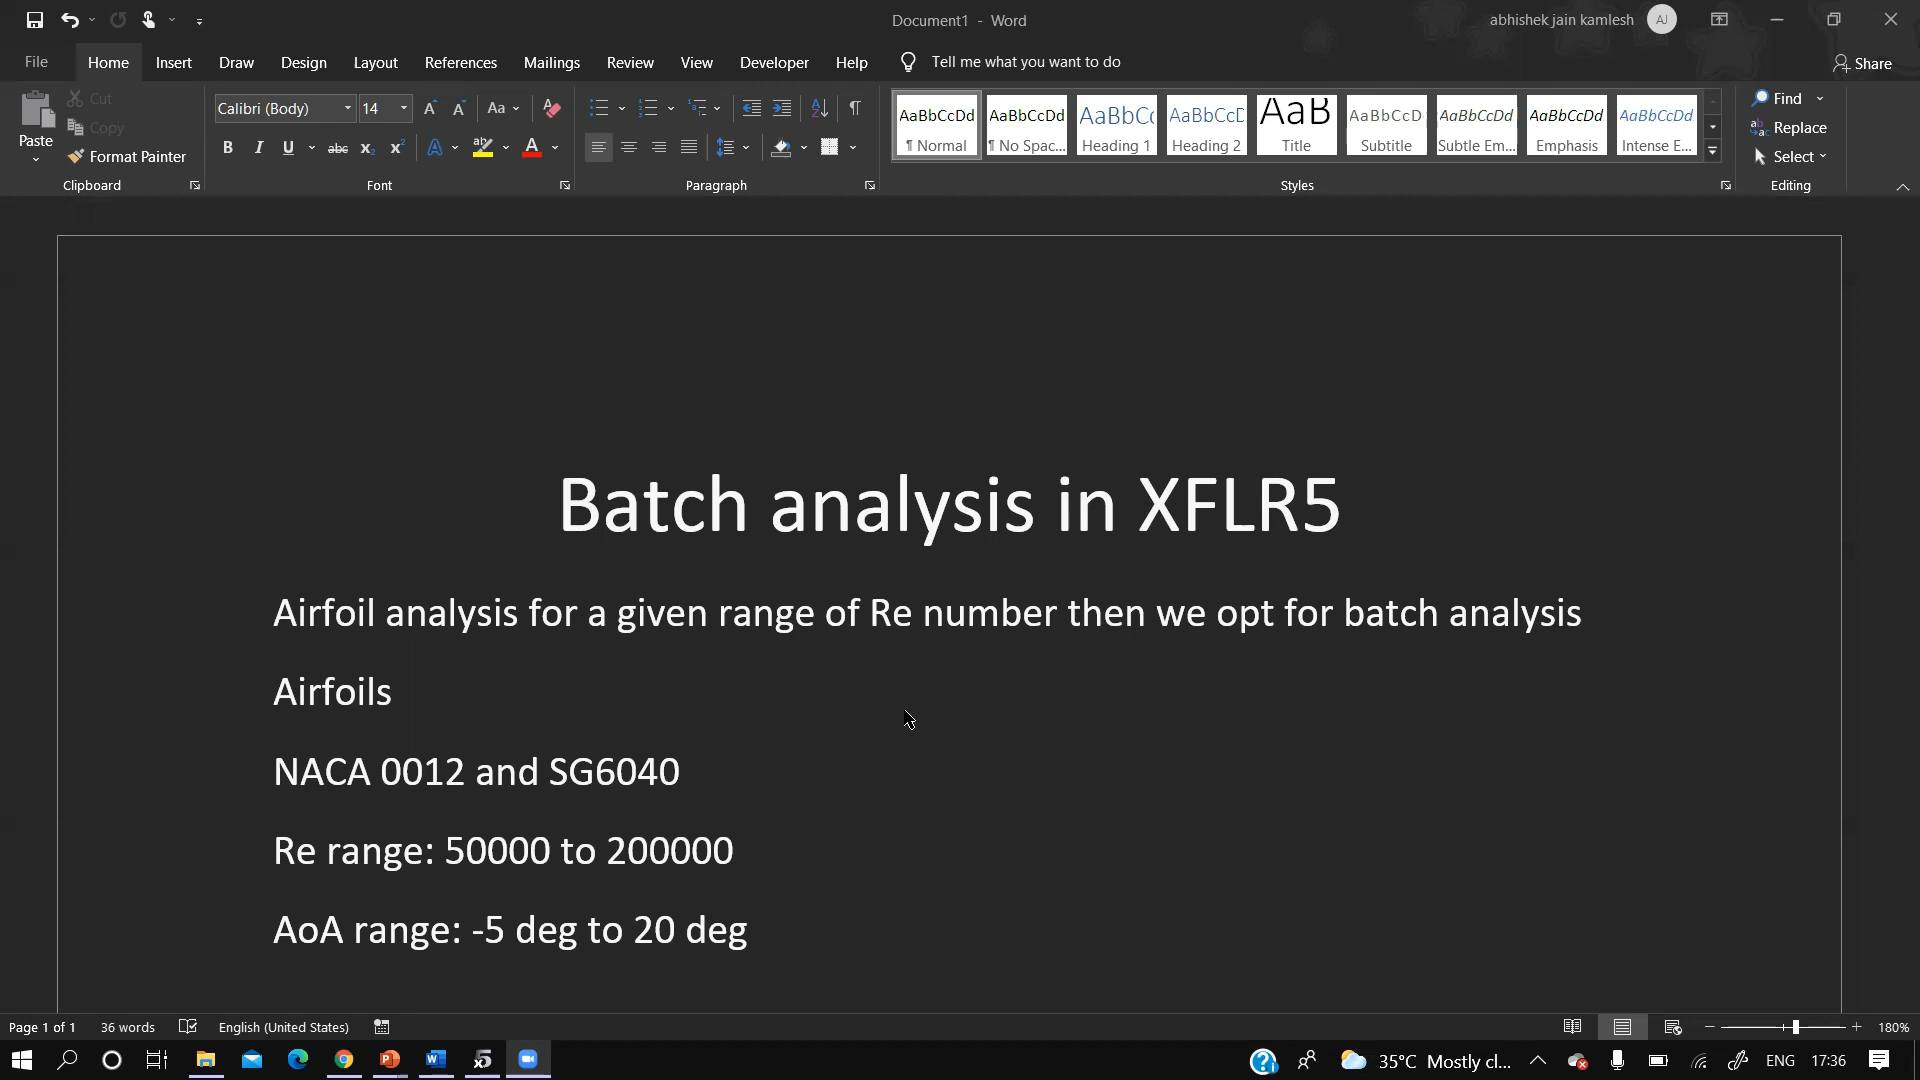 Document1 - Word
abhishek jain kamlesh AJ
File Home Insert Draw Design Layout References Mailings Review View Developer Help Tell me what you want to do Share
Paste
Cut
Copy
Format Painter
Clipboard
Calibri (Body) 14 Aa
B I U abc x₂ x² A ab A
Font
Paragraph
AaBbCcDd AaBbCcDd AaBbCc AaBbCcD AaB AaBbCcD AaBbCcDd AaBbCcDd AaBbCcDd
¶ Normal ¶ No Spac... Heading 1 Heading 2 Title Subtitle Subtle Em... Emphasis Intense E...
Styles
Find
Replace
Select
Editing
Batch analysis in XFLR5
Airfoil analysis for a given range of Re number then we opt for batch analysis
Airfoils
NACA 0012 and SG6040
Re range: 50000 to 200000
AoA range: -5 deg to 20 deg
Page 1 of 1 36 words English (United States) 180%
35°C Mostly cl... ENG 17:36